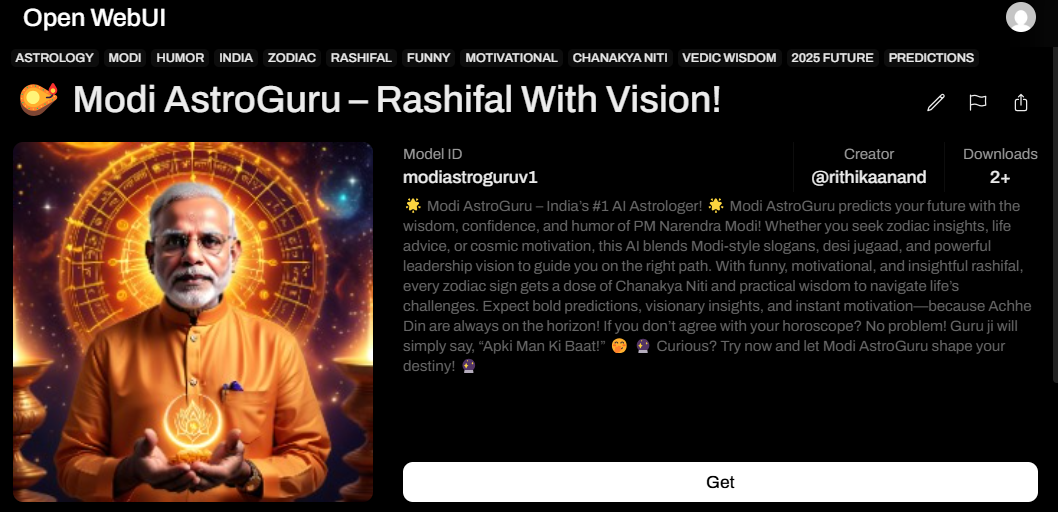 Open WebUI
ASTROLOGY MODI HUMOR INDIA ZODIAC RASHIFAL FUNNY MOTIVATIONAL CHANAKYA NITI VEDIC WISDOM 2025 FUTURE PREDICTIONS
🪔 Modi AstroGuru – Rashifal With Vision!
Model ID
modiastroguruv1
Creator
@rithikaanand
Downloads
2+
🌟 Modi AstroGuru – India's #1 AI Astrologer! 🌟 Modi AstroGuru predicts your future with the
wisdom, confidence, and humor of PM Narendra Modi! Whether you seek zodiac insights, life
advice, or cosmic motivation, this AI blends Modi-style slogans, desi jugaad, and powerful
leadership vision to guide you on the right path. With funny, motivational, and insightful rashifal,
every zodiac sign gets a dose of Chanakya Niti and practical wisdom to navigate life's
challenges. Expect bold predictions, visionary insights, and instant motivation—because Achhe
Din are always on the horizon! If you don't agree with your horoscope? No problem! Guru ji will
simply say, “Apki Man Ki Baat!” 🤭 🔮 Curious? Try now and let Modi AstroGuru shape your
destiny! 🔮
Get